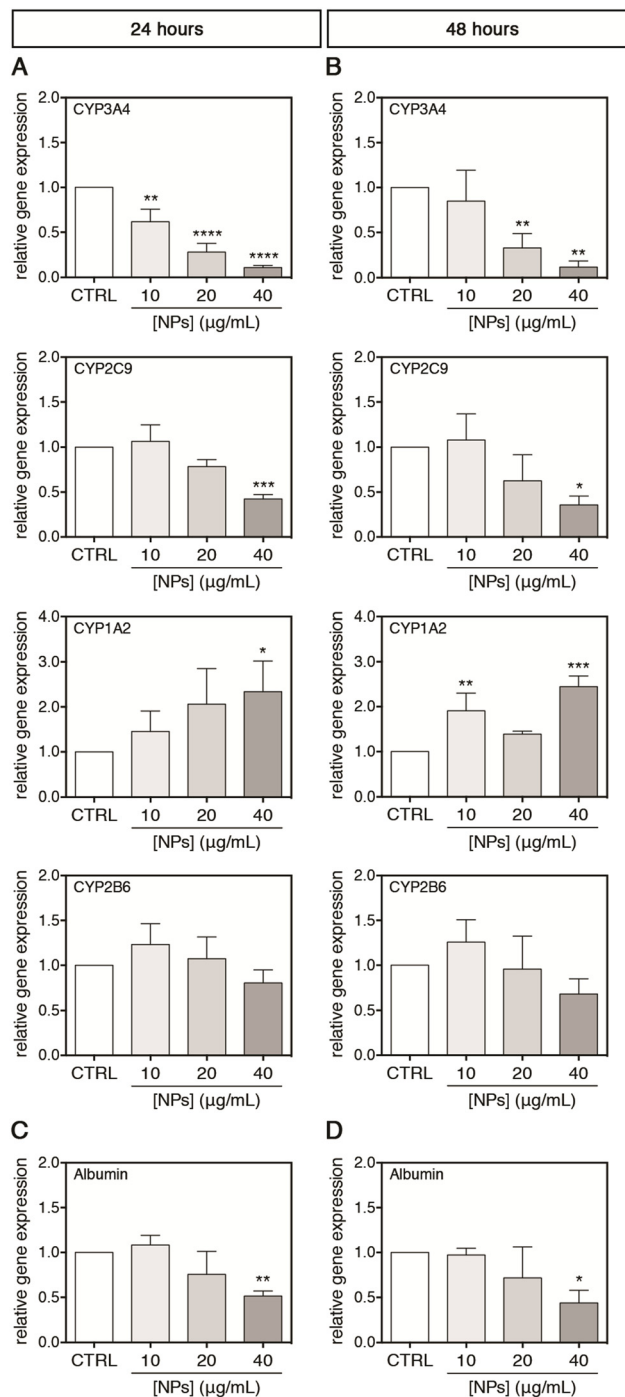 24 hours
48 hours
A
B
relative gene expression
2.0
1.5
1.0
0.5
0.0
CYP3A4
**
****
****
CTRL 10 20 40
[NPs] (µg/mL)
relative gene expression
2.0
1.5
1.0
0.5
0.0
CYP3A4
**
**
CTRL 10 20 40
[NPs] (µg/mL)
relative gene expression
2.0
1.5
1.0
0.5
0.0
CYP2C9
***
CTRL 10 20 40
[NPs] (µg/mL)
relative gene expression
2.0
1.5
1.0
0.5
0.0
CYP2C9
*
CTRL 10 20 40
[NPs] (µg/mL)
relative gene expression
4.0
3.0
2.0
1.0
0.0
CYP1A2
*
CTRL 10 20 40
[NPs] (µg/mL)
relative gene expression
4.0
3.0
2.0
1.0
0.0
CYP1A2
**
***
CTRL 10 20 40
[NPs] (µg/mL)
relative gene expression
2.0
1.5
1.0
0.5
0.0
CYP2B6
CTRL 10 20 40
[NPs] (µg/mL)
relative gene expression
2.0
1.5
1.0
0.5
0.0
CYP2B6
CTRL 10 20 40
[NPs] (µg/mL)
C
D
relative gene expression
2.0
1.5
1.0
0.5
0.0
Albumin
**
CTRL 10 20 40
[NPs] (µg/mL)
relative gene expression
2.0
1.5
1.0
0.5
0.0
Albumin
*
CTRL 10 20 40
[NPs] (µg/mL)